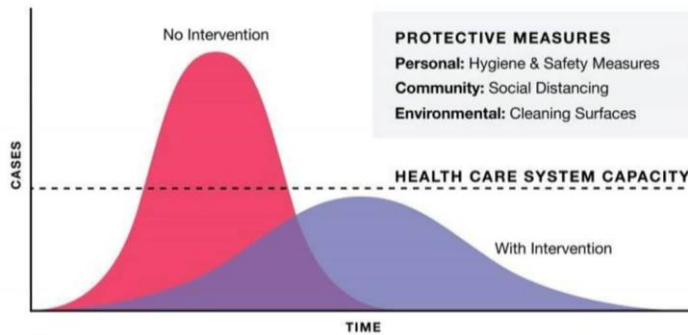 No Intervention
PROTECTIVE MEASURES
Personal: Hygiene & Safety Measures
Community: Social Distancing
Environmental: Cleaning Surfaces
CASES
HEALTH CARE SYSTEM CAPACITY
With Intervention
TIME